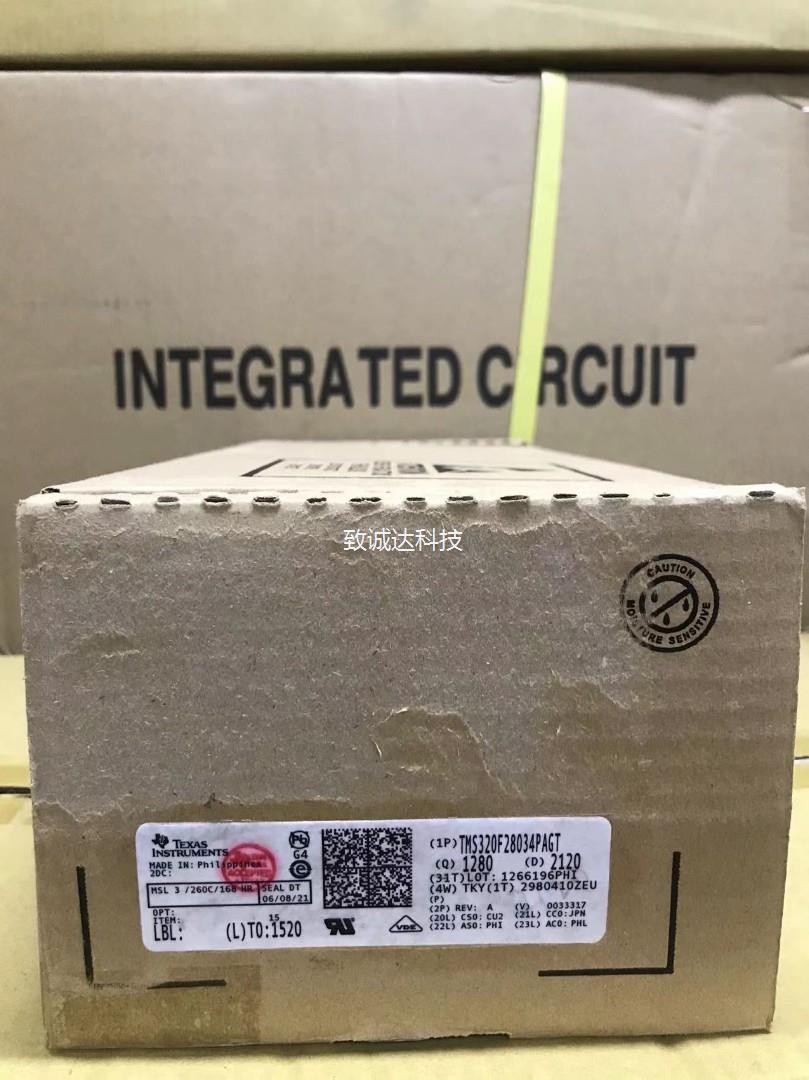 INTEGRATED CIRCUIT
致诚达科技
CAUTION
MOISTURE SENSITIVE
TEXAS
INSTRUMENTS
MADE IN: Philippines
2DC:
ACCEPTED
G4
MSL 3 /260C/168 HR SEAL DT
06/08/21
OPT:
ITEM:
15
LBL: (L)T0:1520
VDE
(1P) TMS320F28034PAGT
(Q) 1280 (D) 2120
(31T)LOT: 1266196PHI
(4W) TKY(1T) 2980410ZEU
(P)
(2P) REV: A (V) 0033317
(20L) CSO: CU2 (21L) CCO:JPN
(22L) ASO: PHI (23L) ACO: PHL